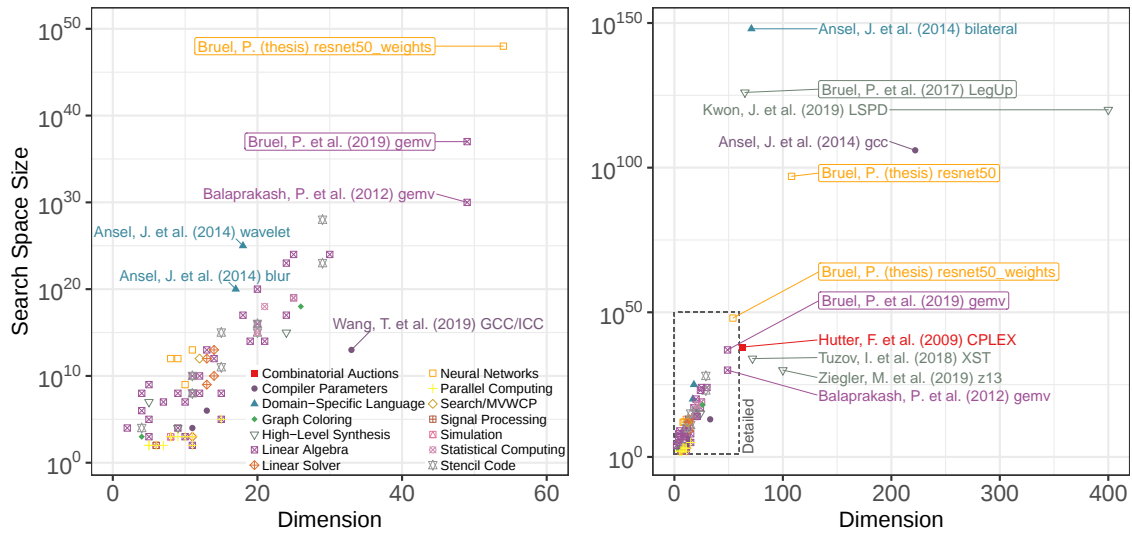 Search Space Size
10^50
10^40
10^30
10^20
10^10
10^0
Bruel, P. (thesis) resnet50_weights
Bruel, P. et al. (2019) gemv
Balaprakash, P. (2012) gemv
Ansel, J. et al. (2014) wavelet
Ansel, J. et al. (2014) blur
Wang, T. et al. (2019) GCC/ICC
Combinatorial Auctions
Compiler Parameters
Domain-Specific Language
Graph Coloring
High-Level Synthesis
Linear Algebra
Linear Solver
Neural Networks
Parallel Computing
Search/MVWCP
Signal Processing
Simulation
Statistical Computing
Stencil Code
0 20 40 60
Dimension
10^150
10^100
10^50
10^0
Ansel, J. et al. (2014) bilateral
Bruel, P. et al. (2017) LegUp
Kwon, J. et al. (2019) LSPD
Ansel, J. et al. (2014) gcc
Bruel, P. (thesis) resnet50
Bruel, P. (thesis) resnet50_weights
Bruel, P. et al. (2019) gemv
Hutter, F. et al. (2009) CPLEX
Tuzov, I. et al. (2018) XST
Ziegler, M. et al. (2019) z13
Balaprakash, P. et al. (2012) gemv
Detailed
0 100 200 300 400
Dimension